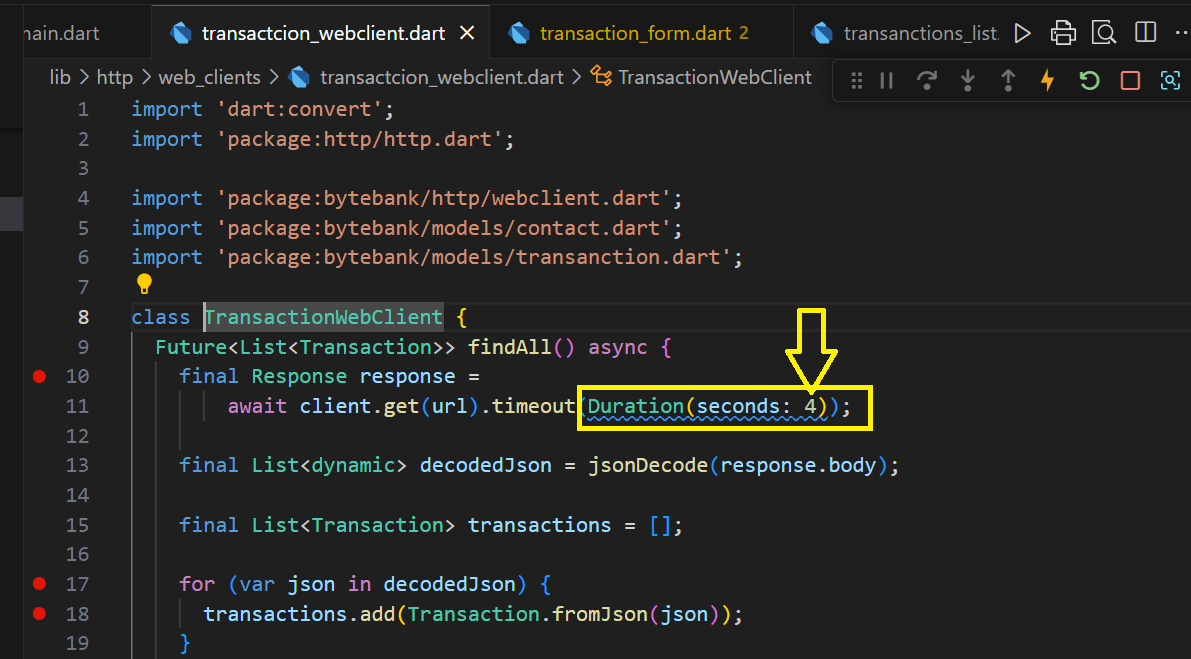 main.dart
transactcion_webclient.dart
transaction_form.dart 2
transanctions_list.
lib > http > web_clients > transactcion_webclient.dart > TransactionWebClient
1 import 'dart:convert';
2 import 'package:http/http.dart';
3
4 import 'package:bytebank/http/webclient.dart';
5 import 'package:bytebank/models/contact.dart';
6 import 'package:bytebank/models/transanction.dart';
7
8 class TransactionWebClient {
9 Future<List<Transaction>> findAll() async {
10 final Response response =
11 await client.get(url).timeout(Duration(seconds: 4));
12
13 final List<dynamic> decodedJson = jsonDecode(response.body);
14
15 final List<Transaction> transactions = [];
16
17 for (var json in decodedJson) {
18 transactions.add(Transaction.fromJson(json));
19 }